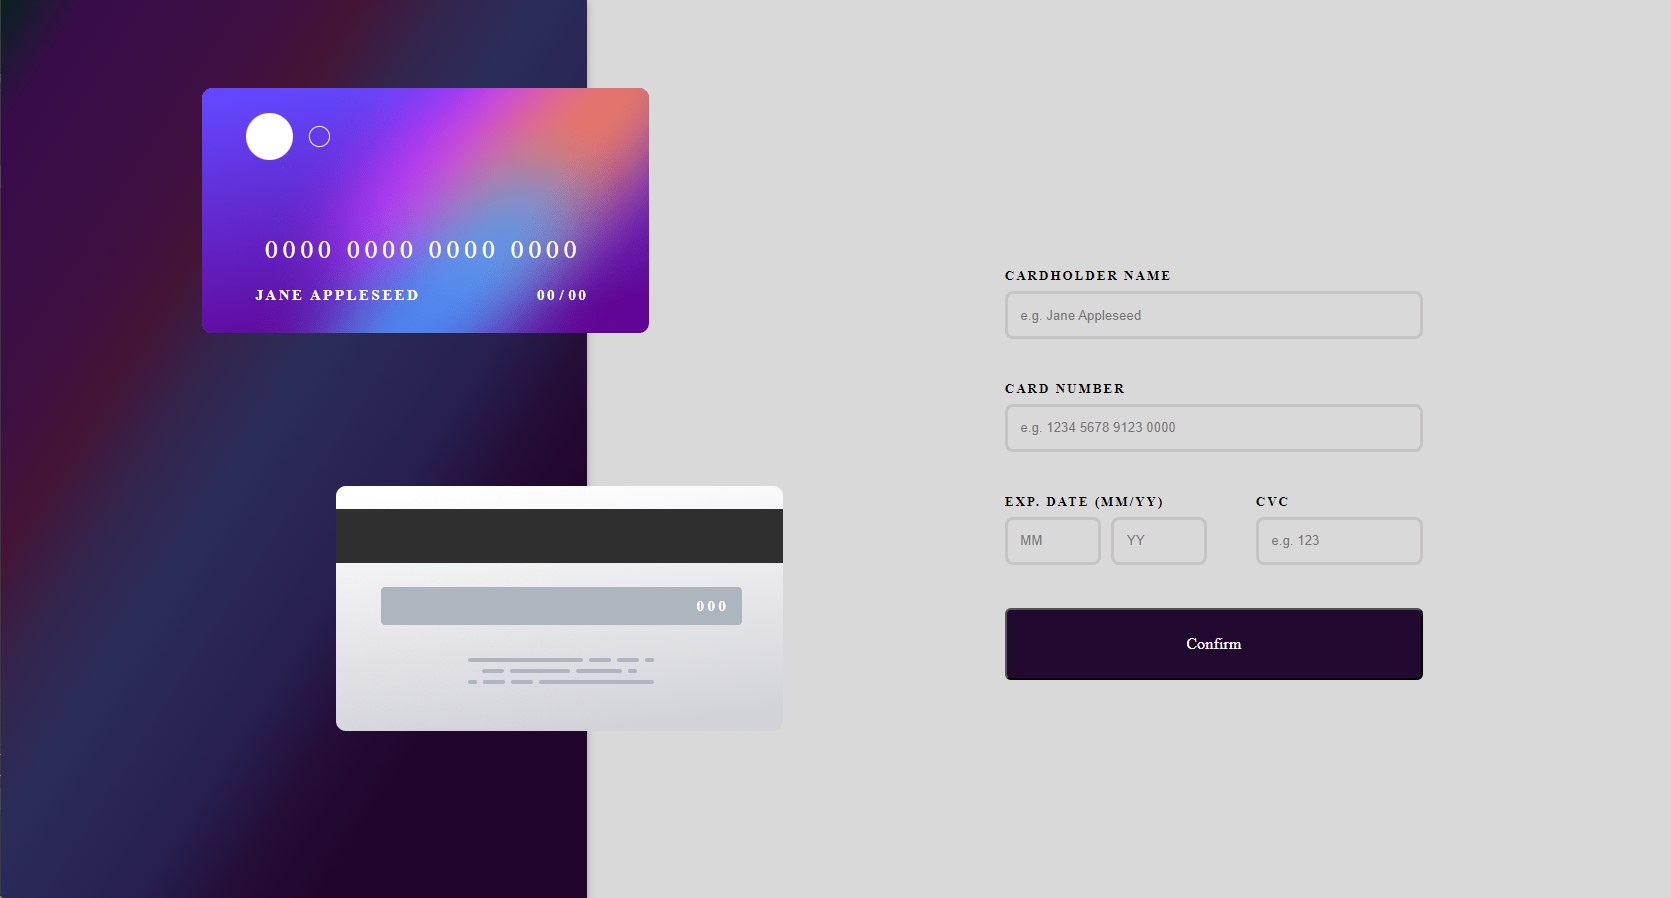 0000 0000 0000 0000
JANE APPLESEED 00/00
000
CARDHOLDER NAME
e.g. Jane Appleseed
CARD NUMBER
e.g. 1234 5678 9123 0000
EXP. DATE (MM/YY) CVC
MM YY e.g. 123
Confirm